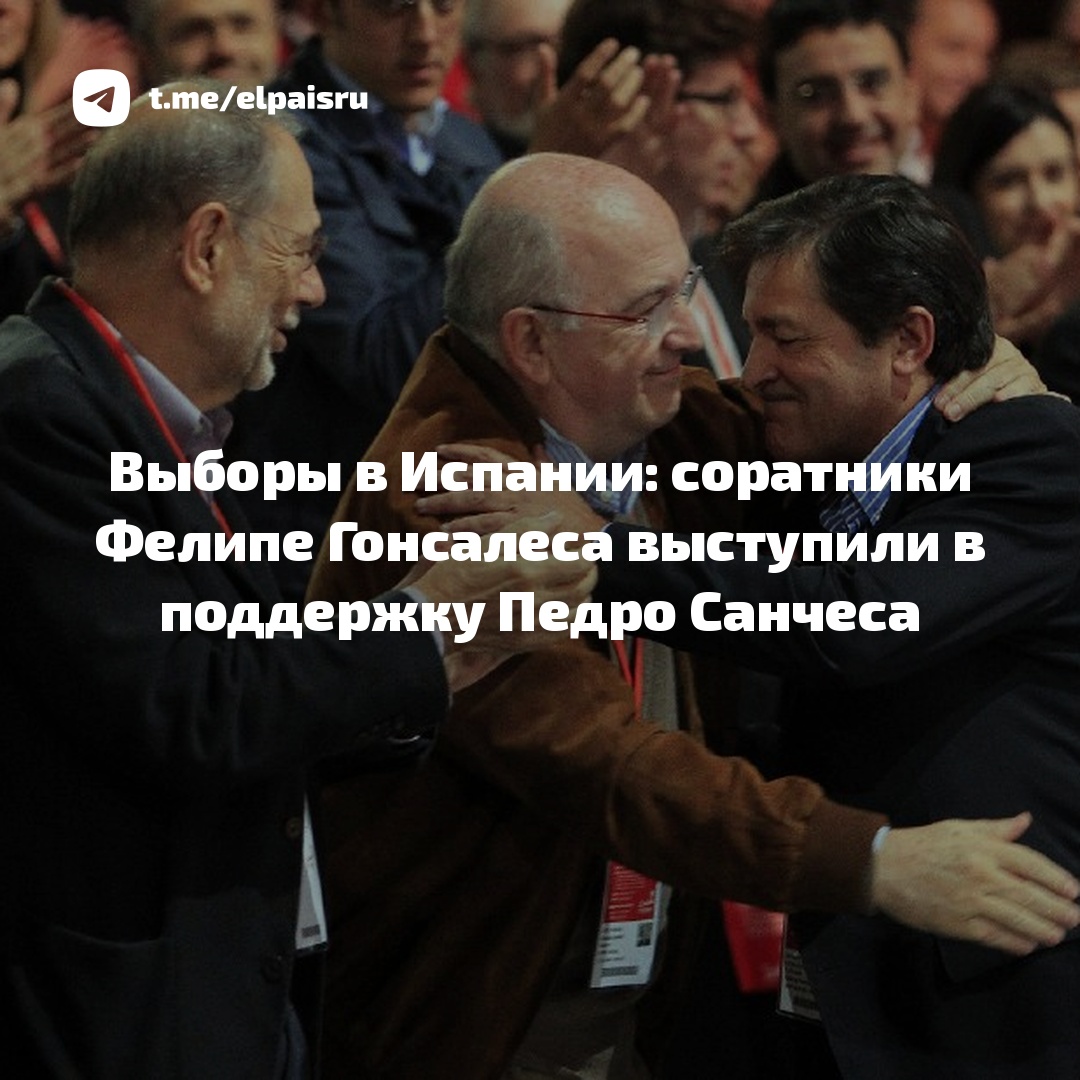 t.me/elpaisru
Выборы в Испании: соратники
Фелипе Гонсалеса выступили в
поддержку Педро Санчеса